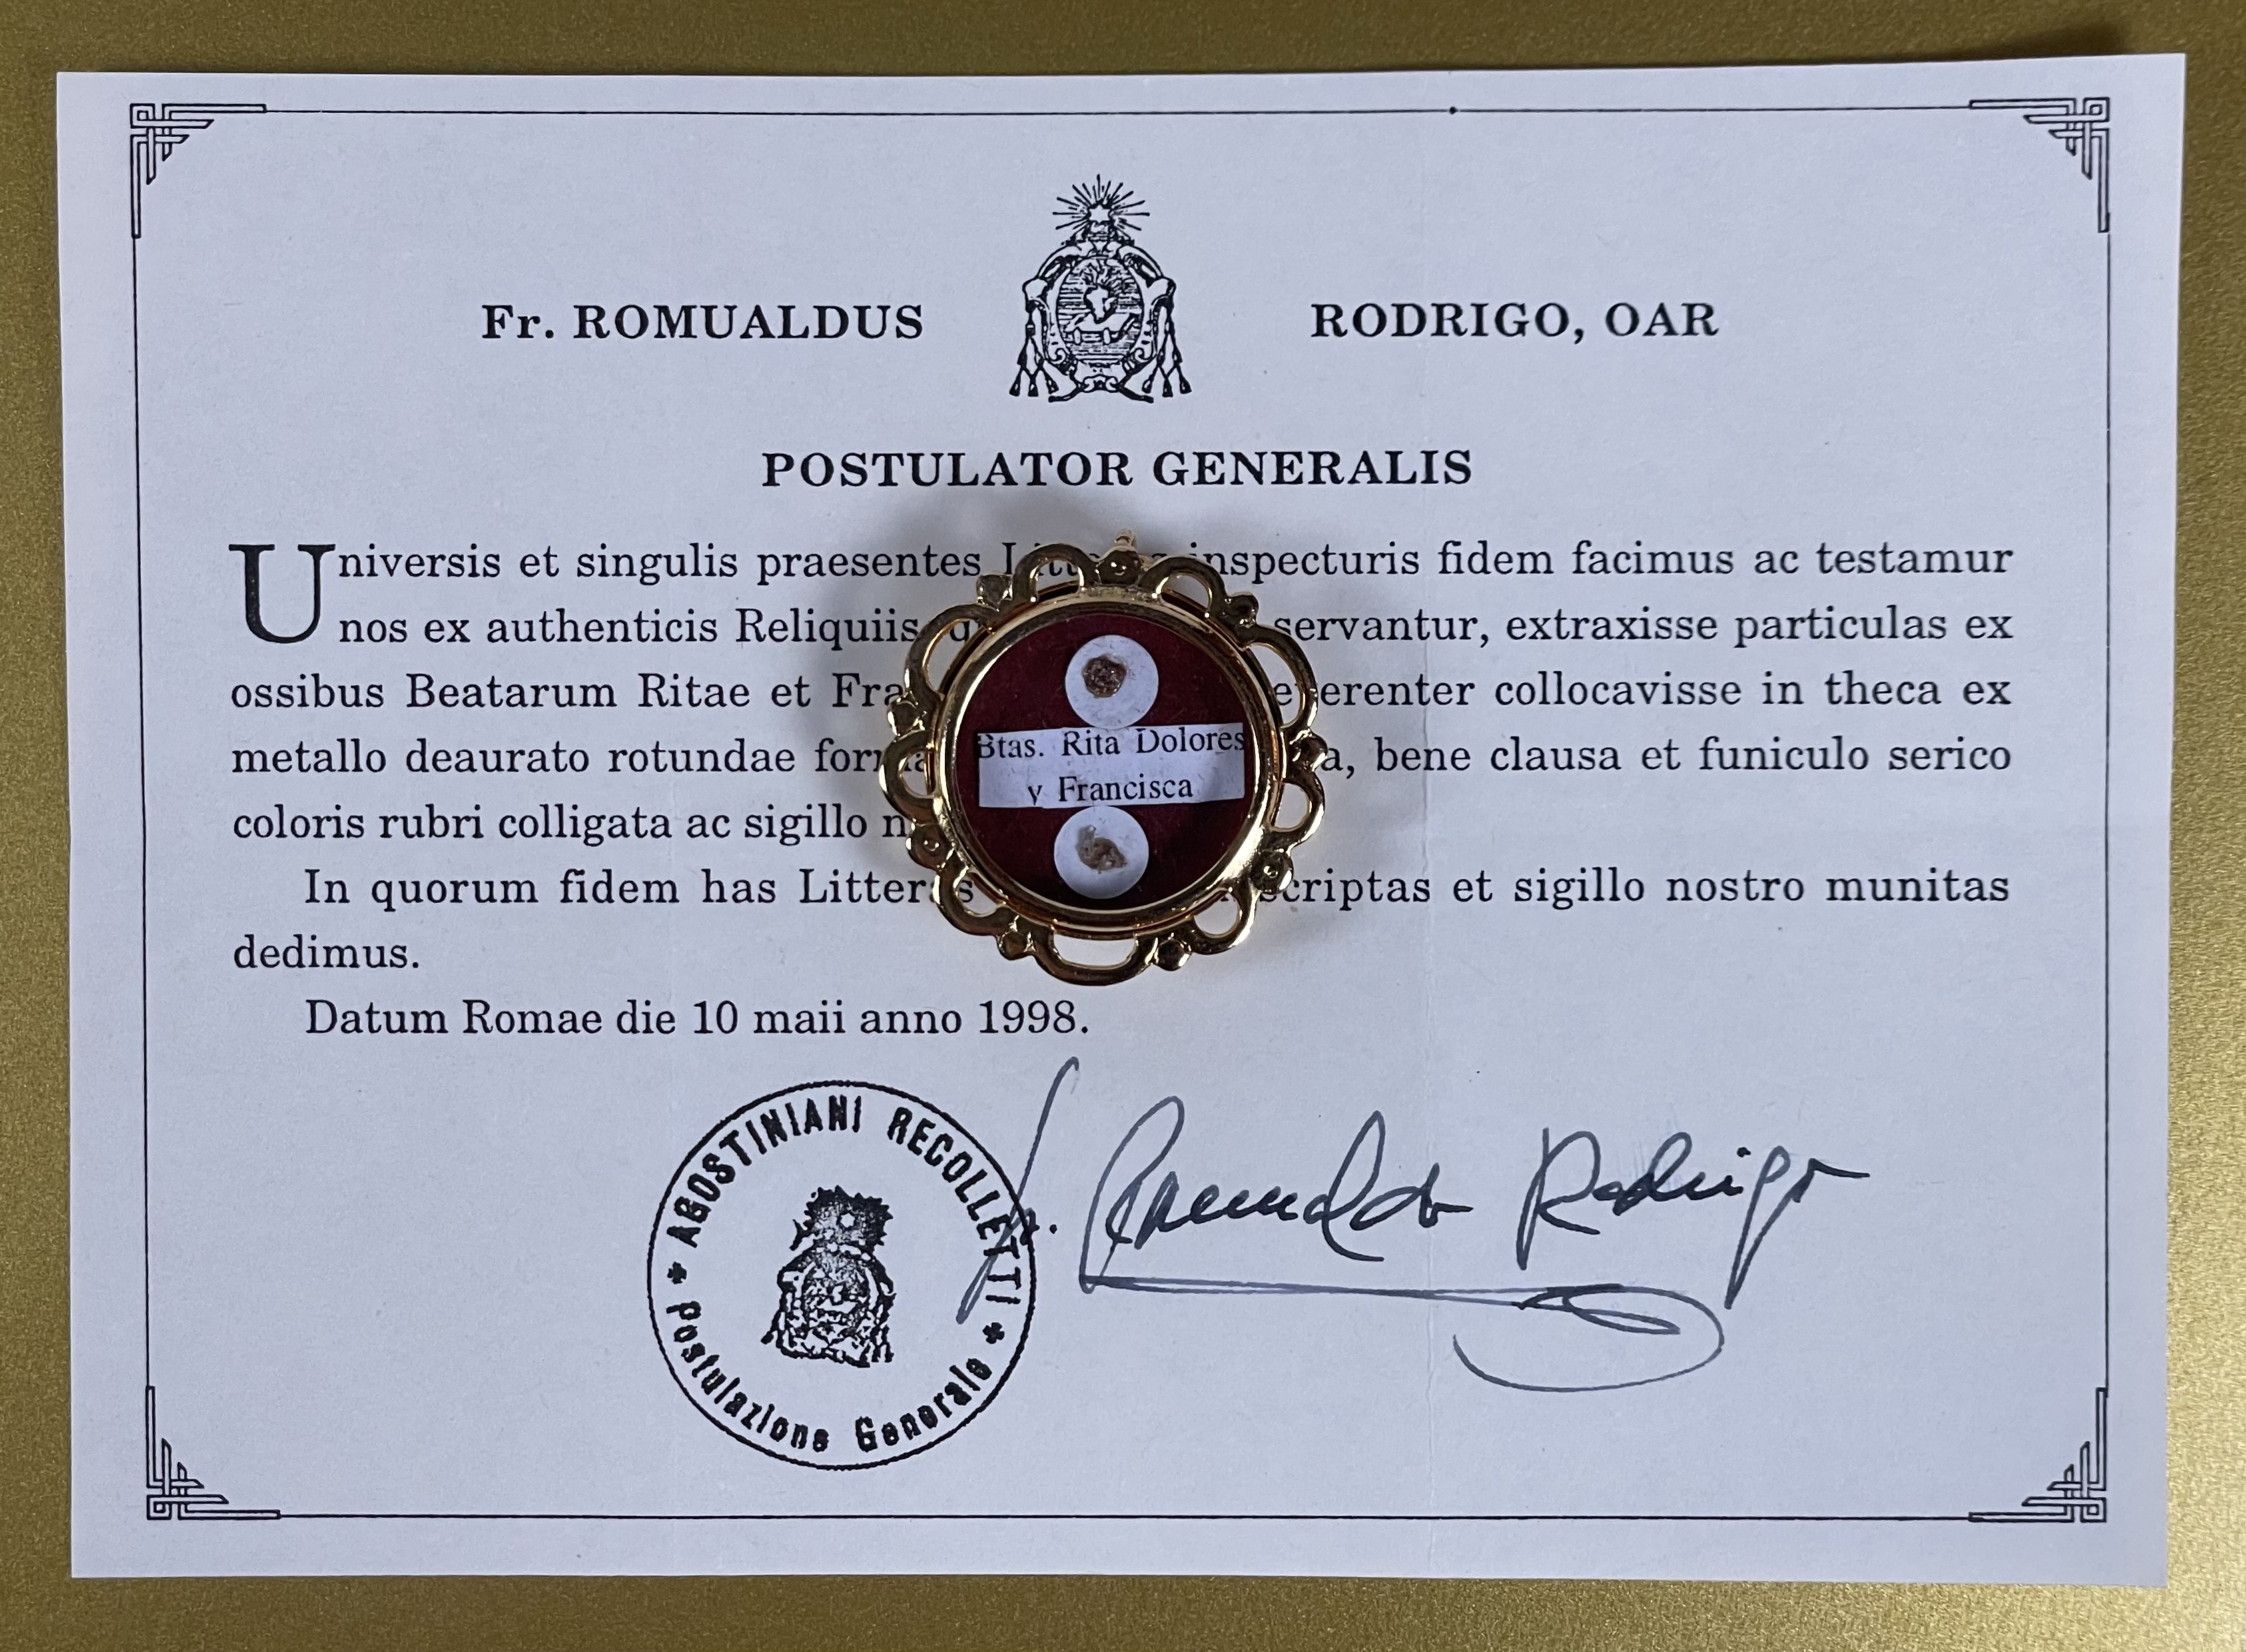 Fr. ROMUALDUS RODRIGO, OAR
POSTULATOR GENERALIS
Universis et singulis praesentes inspecturis fidem facimus ac testamur
nos ex authenticis Reliquiis servantur, extraxisse particulas ex
ossibus Beatarum Ritae et collocavisse in theca ex
metallo deaurato rotundae bene clausa et funiculo serico
coloris rubri colligata ac sigillo
In quorum fidem has et sigillo nostro munitas
dedimus.
Datum Romae die 10 maii anno 1998.
Btas. Rita Dolores
y Francisca
AGOSTINIANI RECOLLETTI
Postulazione Generale
fr. Romualdo Rodrigo